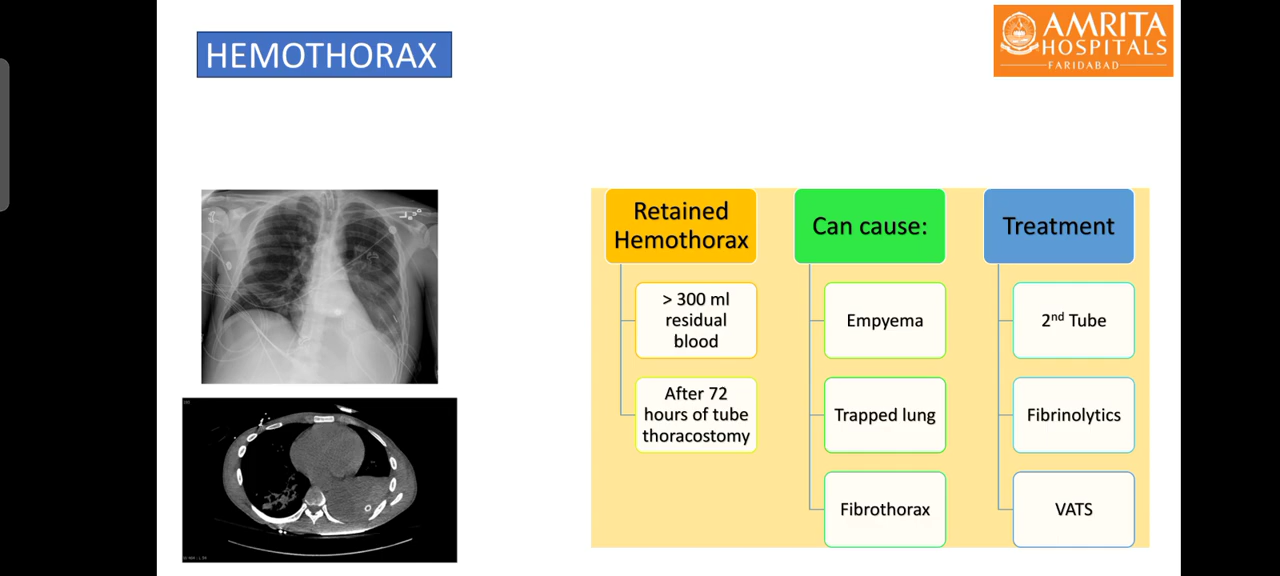 HEMOTHORAX
AMRITA
HOSPITALS
FARIDABAD
Retained
Hemothorax
> 300 ml
residual
blood
After 72
hours of tube
thoracostomy
Can cause:
Empyema
Trapped lung
Fibrothorax
Treatment
2nd Tube
Fibrinolytics
VATS